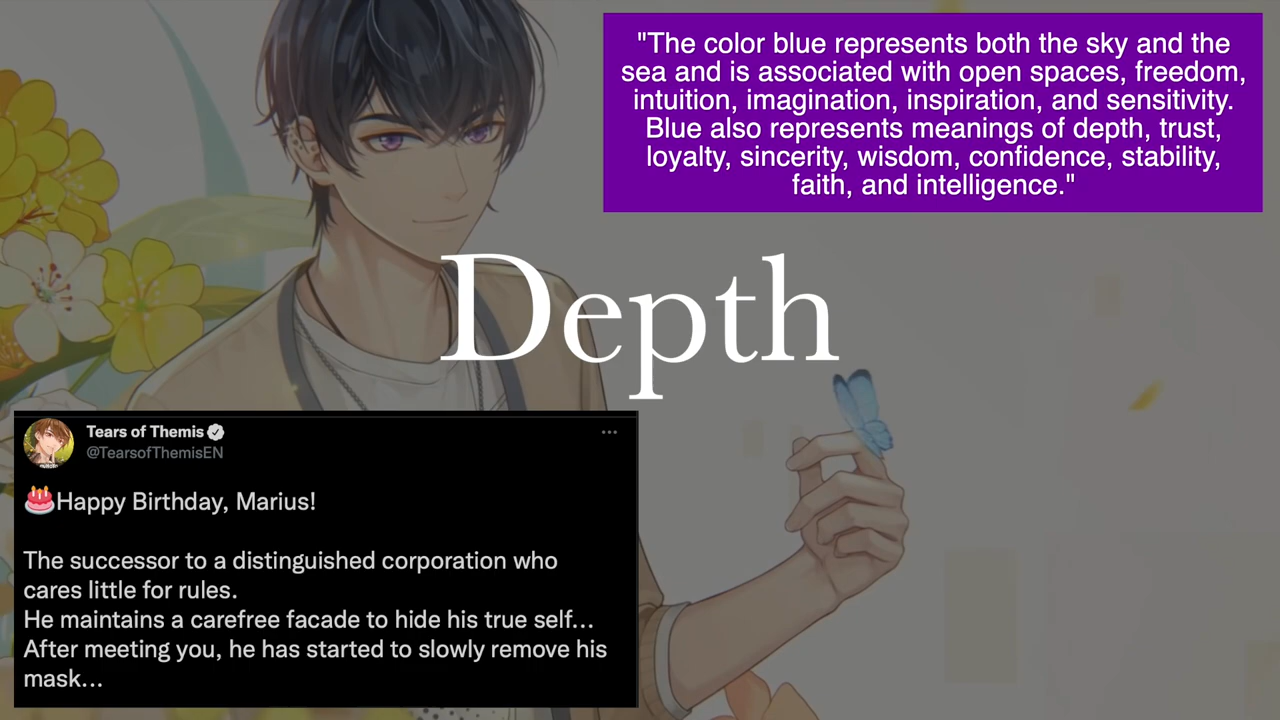 "The color blue represents both the sky and the
sea and is associated with open spaces, freedom,
intuition, imagination, inspiration, and sensitivity.
Blue also represents meanings of depth, trust,
loyalty, sincerity, wisdom, confidence, stability,
faith, and intelligence."
Depth
Tears of Themis
@TearsofThemisEN
🎂Happy Birthday, Marius!
The successor to a distinguished corporation who
cares little for rules.
He maintains a carefree facade to hide his true self...
After meeting you, he has started to slowly remove his
mask...